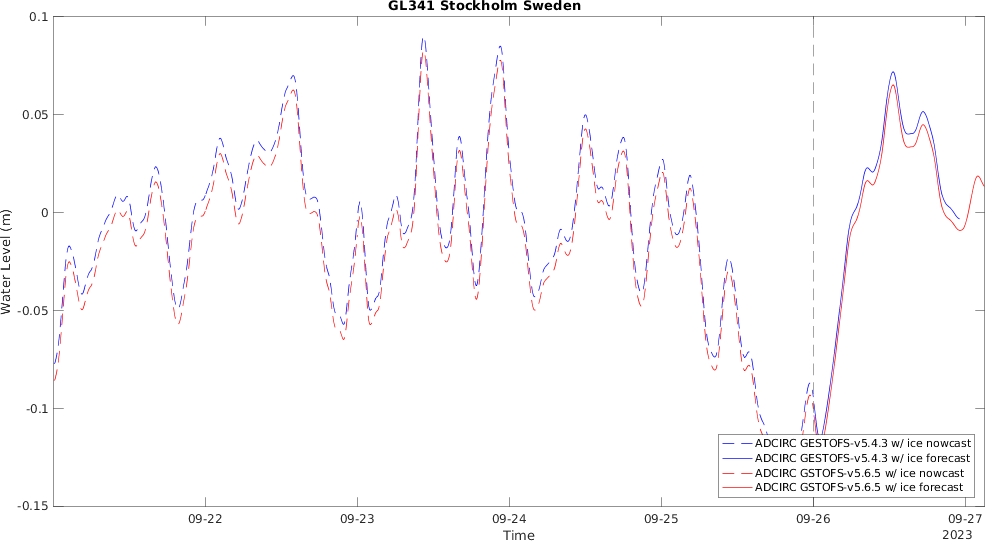 GL341 Stockholm Sweden
0.1
0.05
0
-0.05
-0.1
-0.15
Water Level (m)
ADCIRC GESTOFS-v5.4.3 w/ ice nowcast
ADCIRC GESTOFS-v5.4.3 w/ ice forecast
ADCIRC GSTOFS-v5.6.5 w/ ice nowcast
ADCIRC GSTOFS-v5.6.5 w/ ice forecast
09-22 09-23 09-24 09-25 09-26 09-27
Time
2023